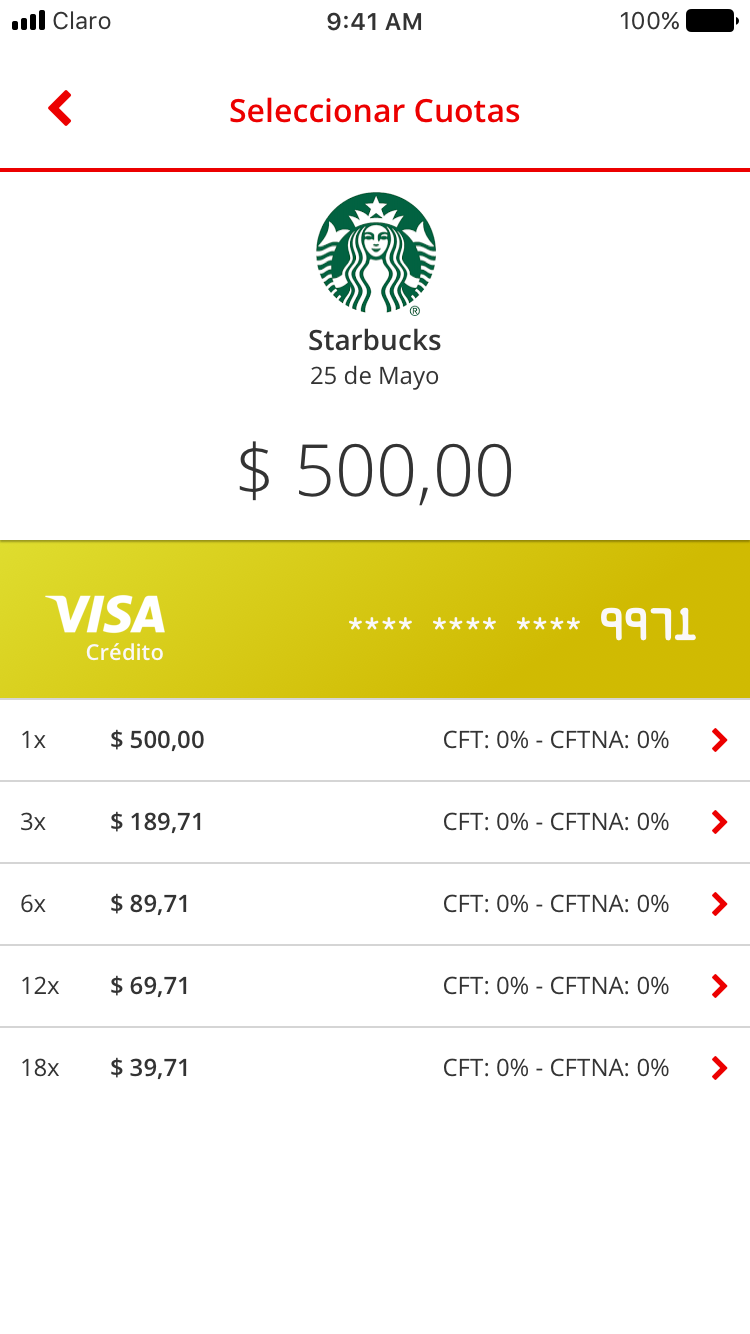 Claro 9:41 AM 100%
Seleccionar Cuotas
®
Starbucks
25 de Mayo
$ 500,00
VISA
Crédito
**** **** **** 9971
1x $ 500,00 CFT: 0% - CFTNA: 0%
3x $ 189,71 CFT: 0% - CFTNA: 0%
6x $ 89,71 CFT: 0% - CFTNA: 0%
12x $ 69,71 CFT: 0% - CFTNA: 0%
18x $ 39,71 CFT: 0% - CFTNA: 0%